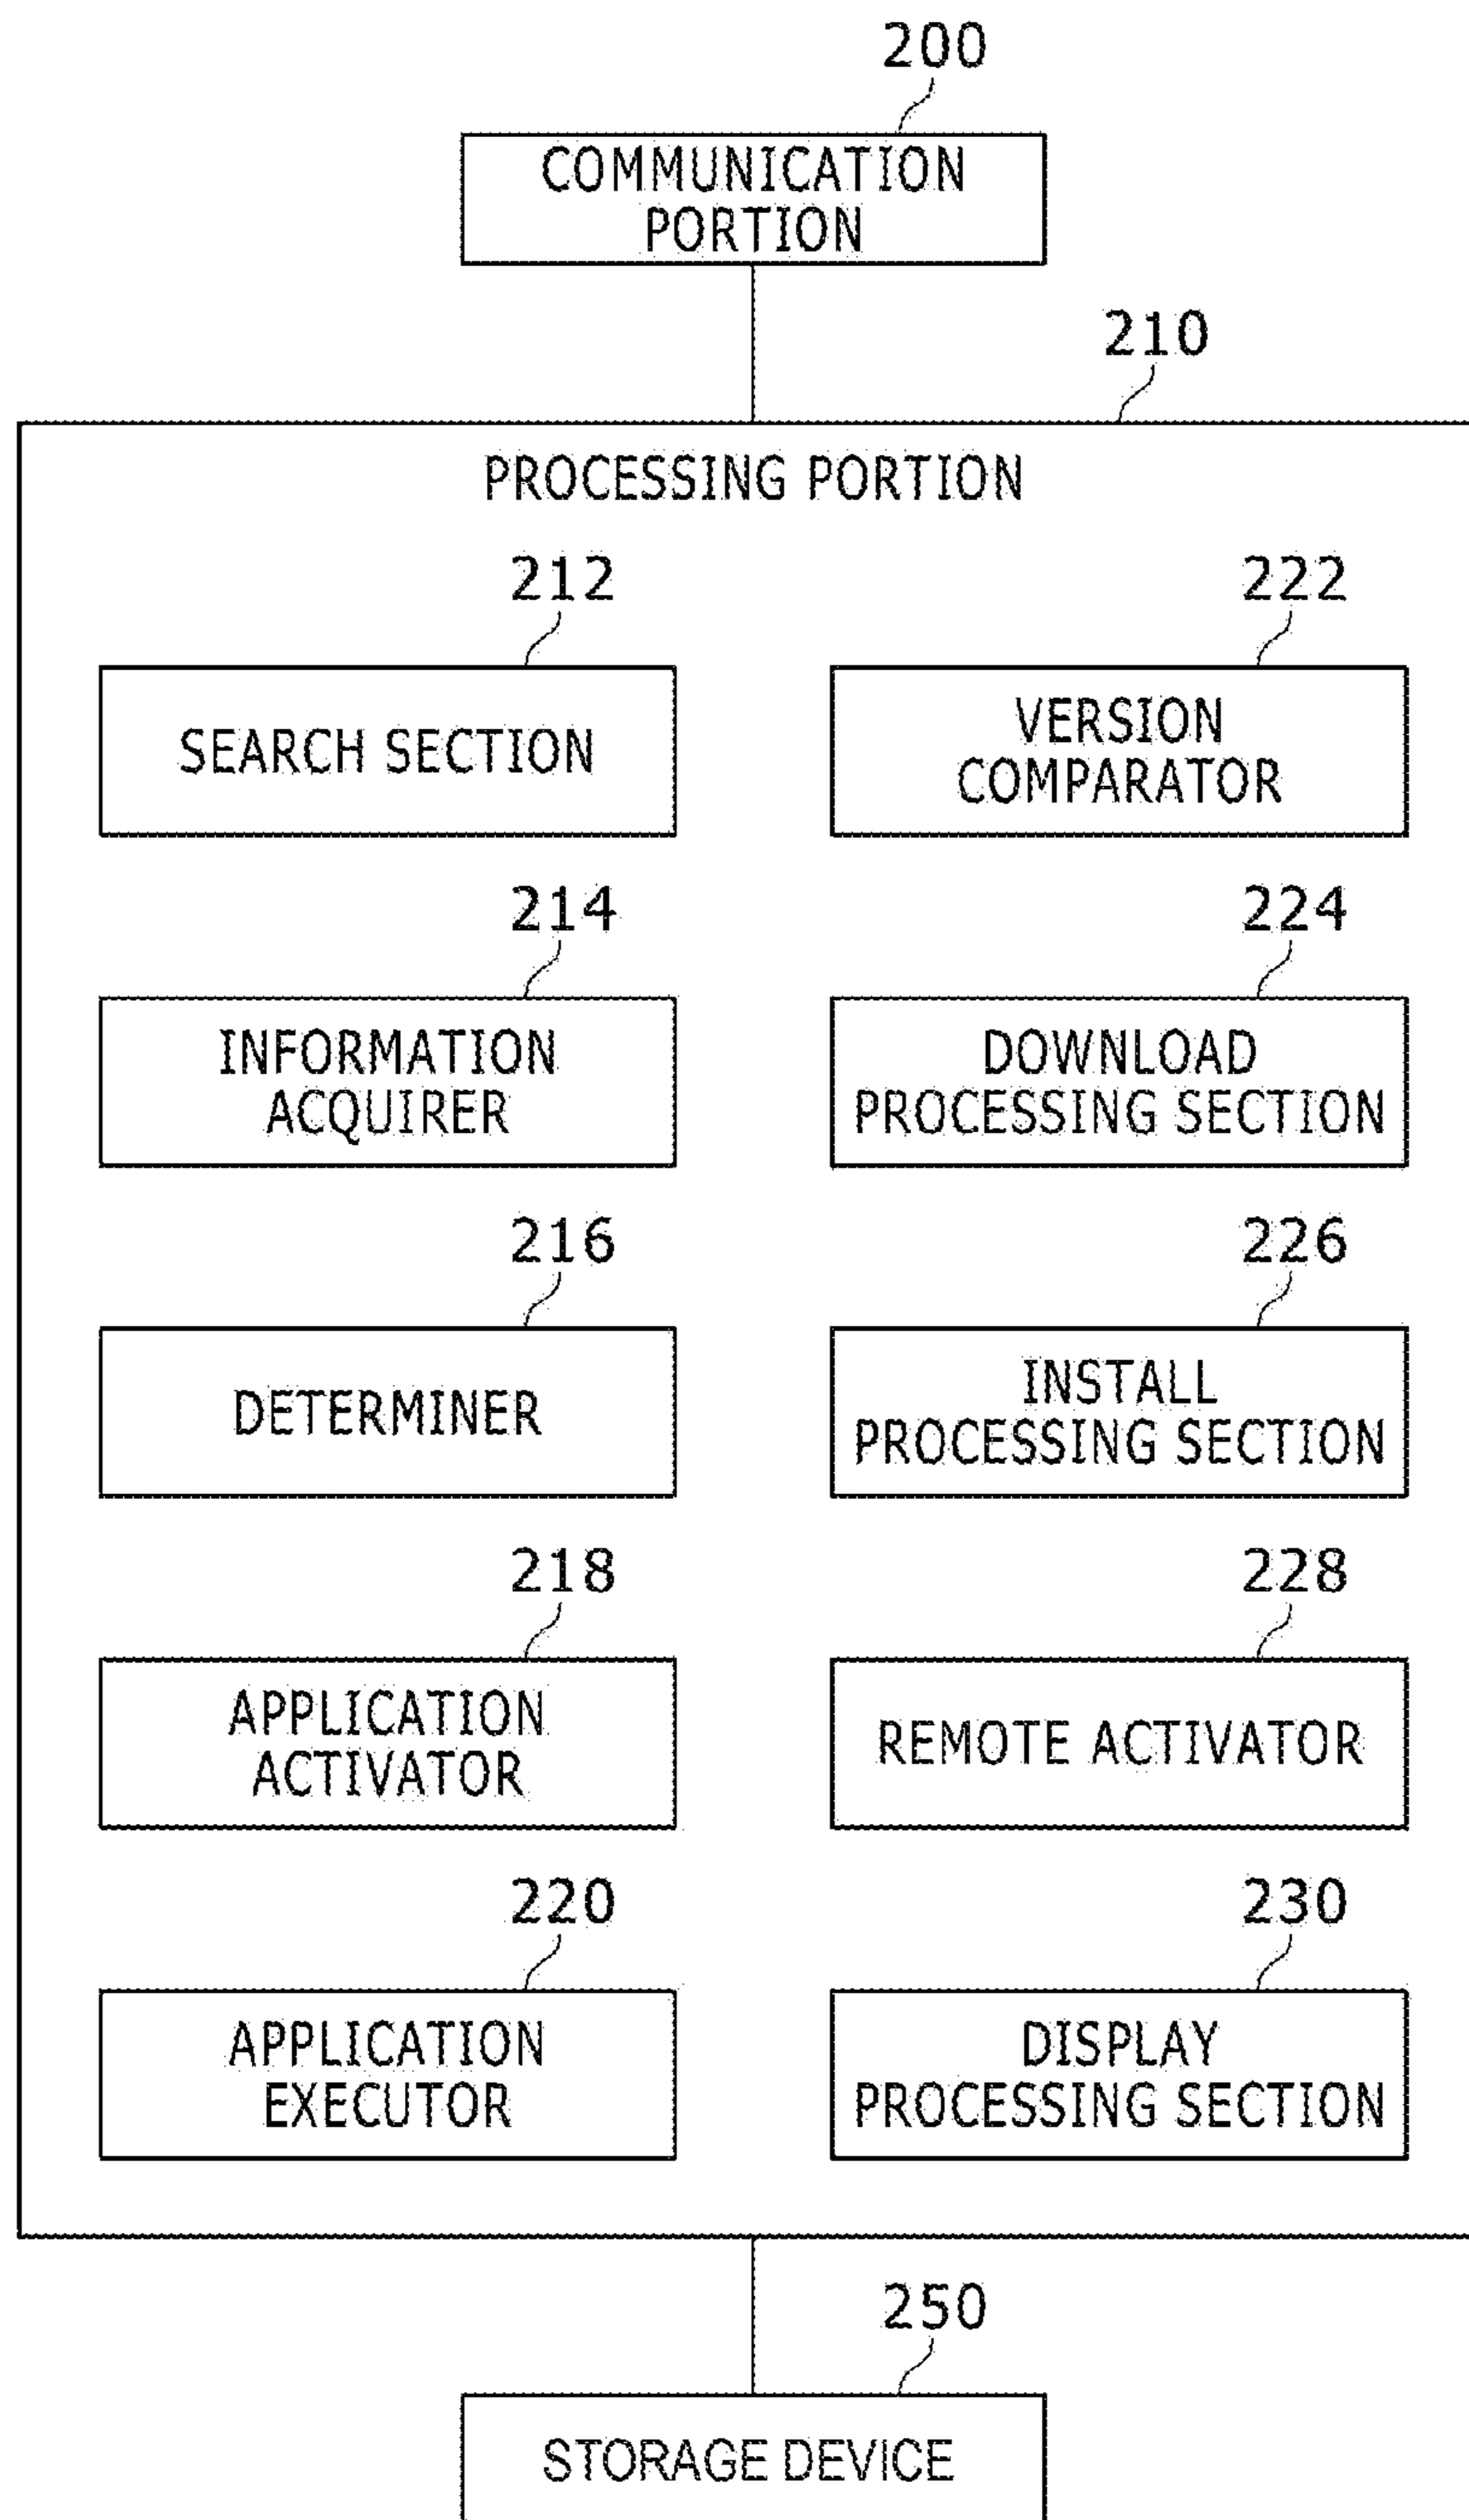 200
COMMUNICATION
PORTION
210
PROCESSING PORTION
212
222
SEARCH SECTION
VERSION
COMPARATOR
214
224
INFORMATION
ACQUIRER
DOWNLOAD
PROCESSING SECTION
216
226
DETERMINER
INSTALL
PROCESSING SECTION
218
228
APPLICATION
ACTIVATOR
REMOTE ACTIVATOR
220
230
APPLICATION
EXECUTOR
DISPLAY
PROCESSING SECTION
250
STORAGE DEVICE